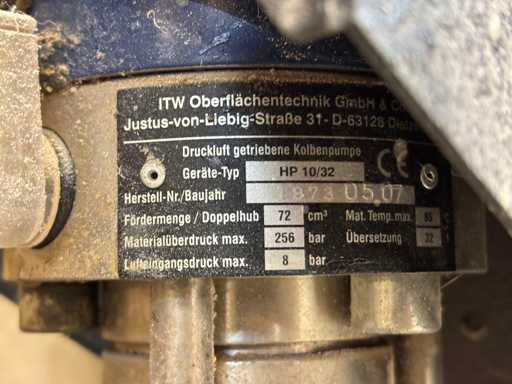 ITW Oberflächentechnik GmbH & Co
Justus-von-Liebig-Straße 31- D-63128
Druckluft getriebene Kolbenpumpe
Geräte-Typ HP 10/32 CE
Herstell-Nr./Baujahr 1873 05.07
Fördermenge / Doppelhub 72 cm³ Mat. Temp. max.
Materialüberdruck max. 256 bar Übersetzung 32
Lufteingangsdruck max. 8 bar